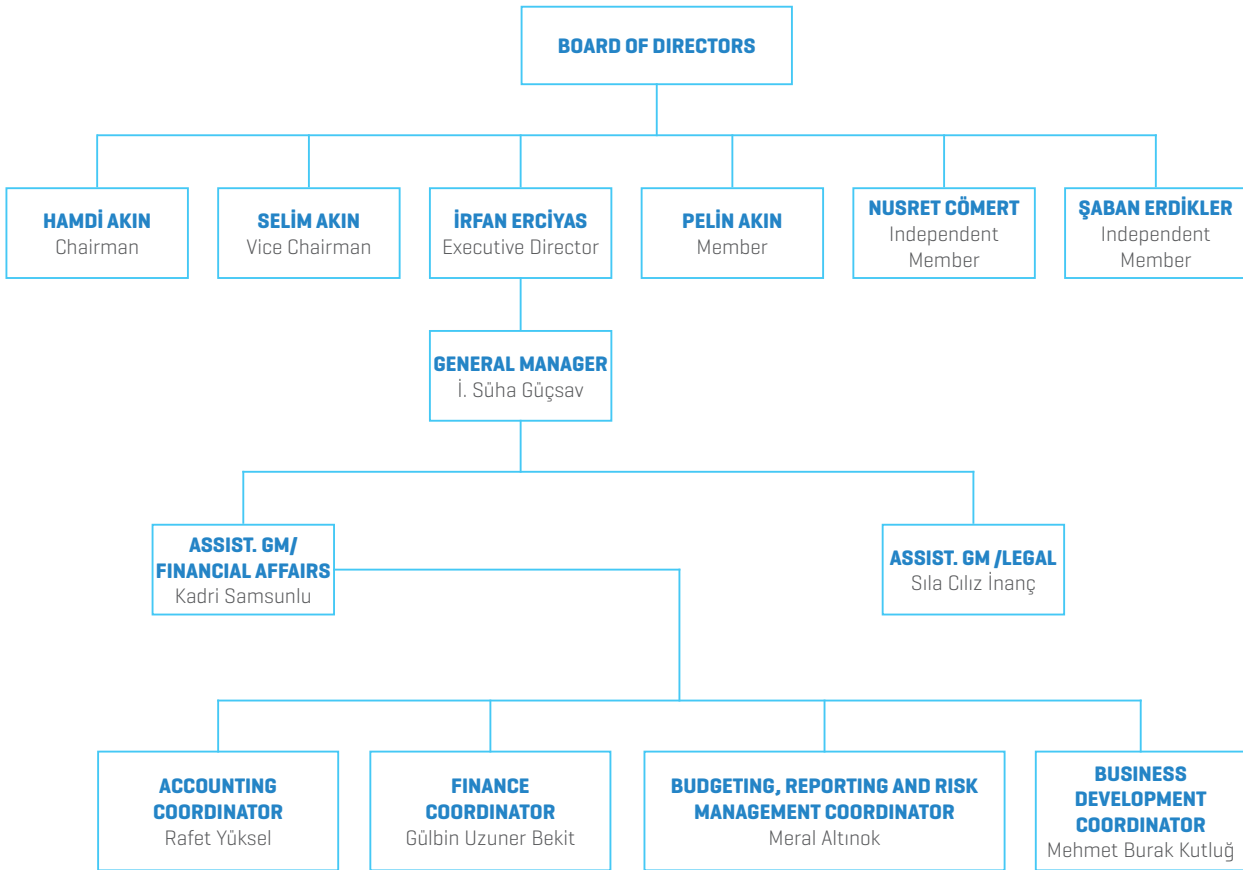 BOARD OF DIRECTORS
HAMDİ AKIN
Chairman
SELİM AKIN
Vice Chairman
İRFAN ERCİYAS
Executive Director
PELİN AKIN
Member
NUSRET CÖMERT
Independent
Member
ŞABAN ERDİKLER
Independent
Member
GENERAL MANAGER
İ. Süha Güçsav
ASSIST. GM/
FINANCIAL AFFAIRS
Kadri Samsunlu
ASSIST. GM /LEGAL
Sıla Cılız İnanç
ACCOUNTING
COORDINATOR
Rafet Yüksel
FINANCE
COORDINATOR
Gülbin Uzuner Bekit
BUDGETING, REPORTING AND RISK
MANAGEMENT COORDINATOR
Meral Altınok
BUSINESS
DEVELOPMENT
COORDINATOR
Mehmet Burak Kutluğ